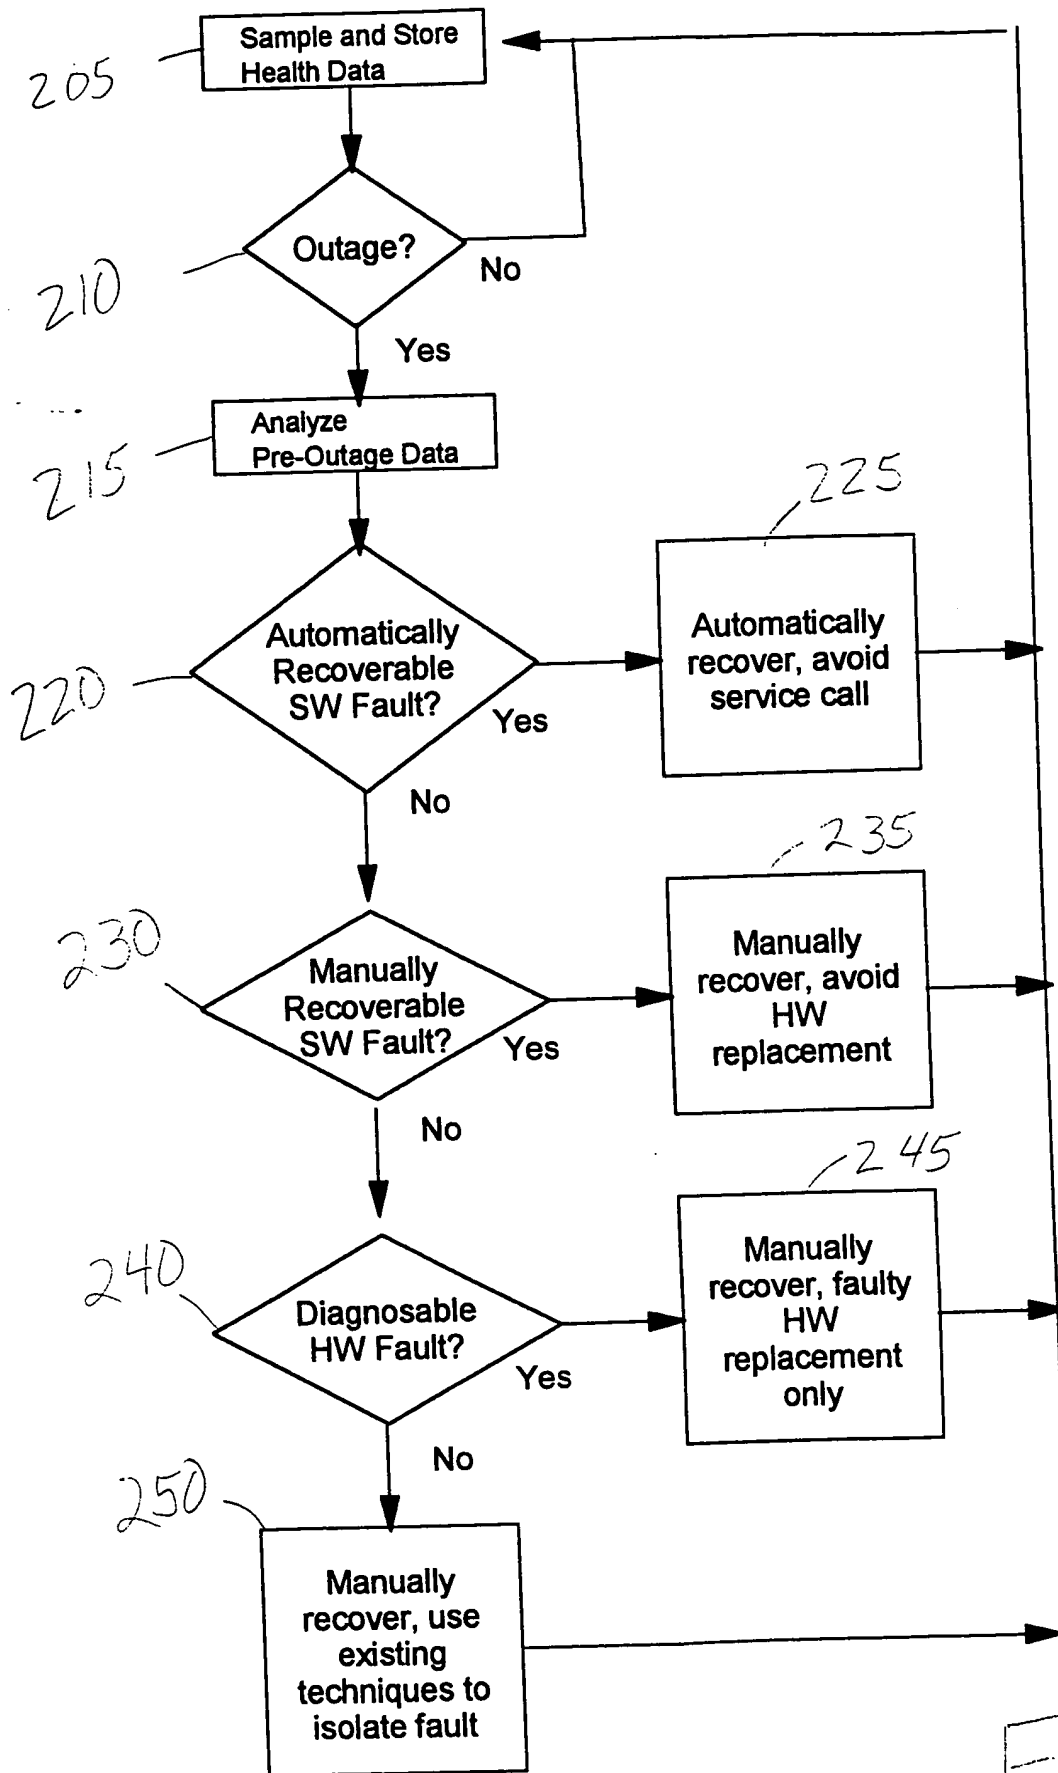 Sample and Store
Health Data
205
Outage?
210
No
Yes
Analyze
Pre-Outage Data
215
225
Automatically
Recoverable
SW Fault?
220
Yes
Automatically
recover, avoid
service call
No
235
230
Manually
Recoverable
SW Fault?
Yes
Manually
recover, avoid
HW
replacement
No
245
240
Diagnosable
HW Fault?
Yes
Manually
recover, faulty
HW
replacement
only
No
250
Manually
recover, use
existing
techniques to
isolate fault